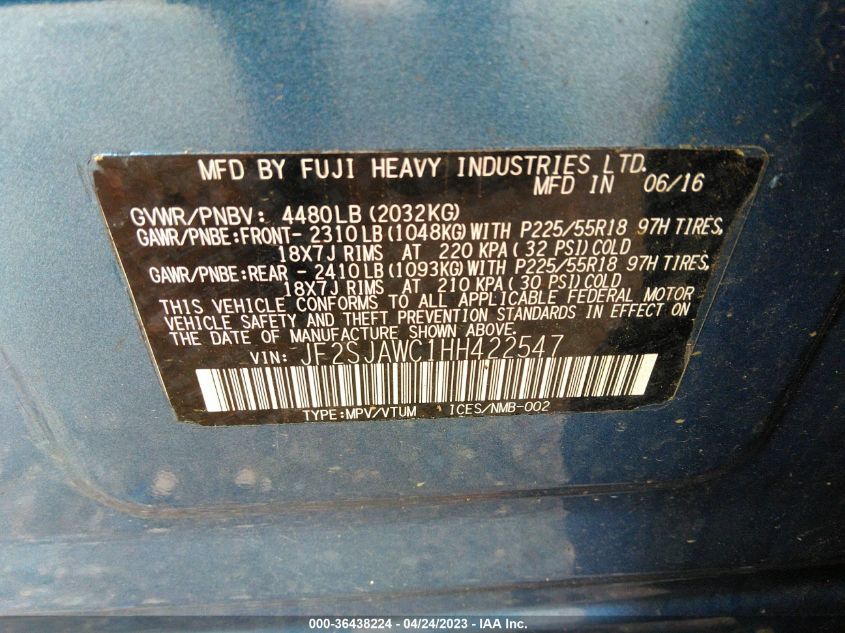 MFD BY FUJI HEAVY INDUSTRIES LTD.
MFD IN 06/16
GVWR/PNBV: 4480LB (2032KG)
GAWR/PNBE:FRONT- 2310LB (1048KG) WITH P225/55R18 97H TIRES,
18X7J RIMS AT 220 KPA ( 32 PSI) COLD
GAWR/PNBE:REAR - 2410LB (1093KG) WITH P225/55R18 97H TIRES,
18X7J RIMS AT 210 KPA ( 30 PSI) COLD
THIS VEHICLE CONFORMS TO ALL APPLICABLE FEDERAL MOTOR
VEHICLE SAFETY AND THEFT PREVENTION STANDARDS IN EFFECT ON
THE DATE OF MANUFACTURE SHOWN ABOVE.
VIN: JF2SJAWC1HH422547
TYPE:MPV/VTUM ICES/NMB-002
000-36438224 - 04/24/2023 - IAA Inc.